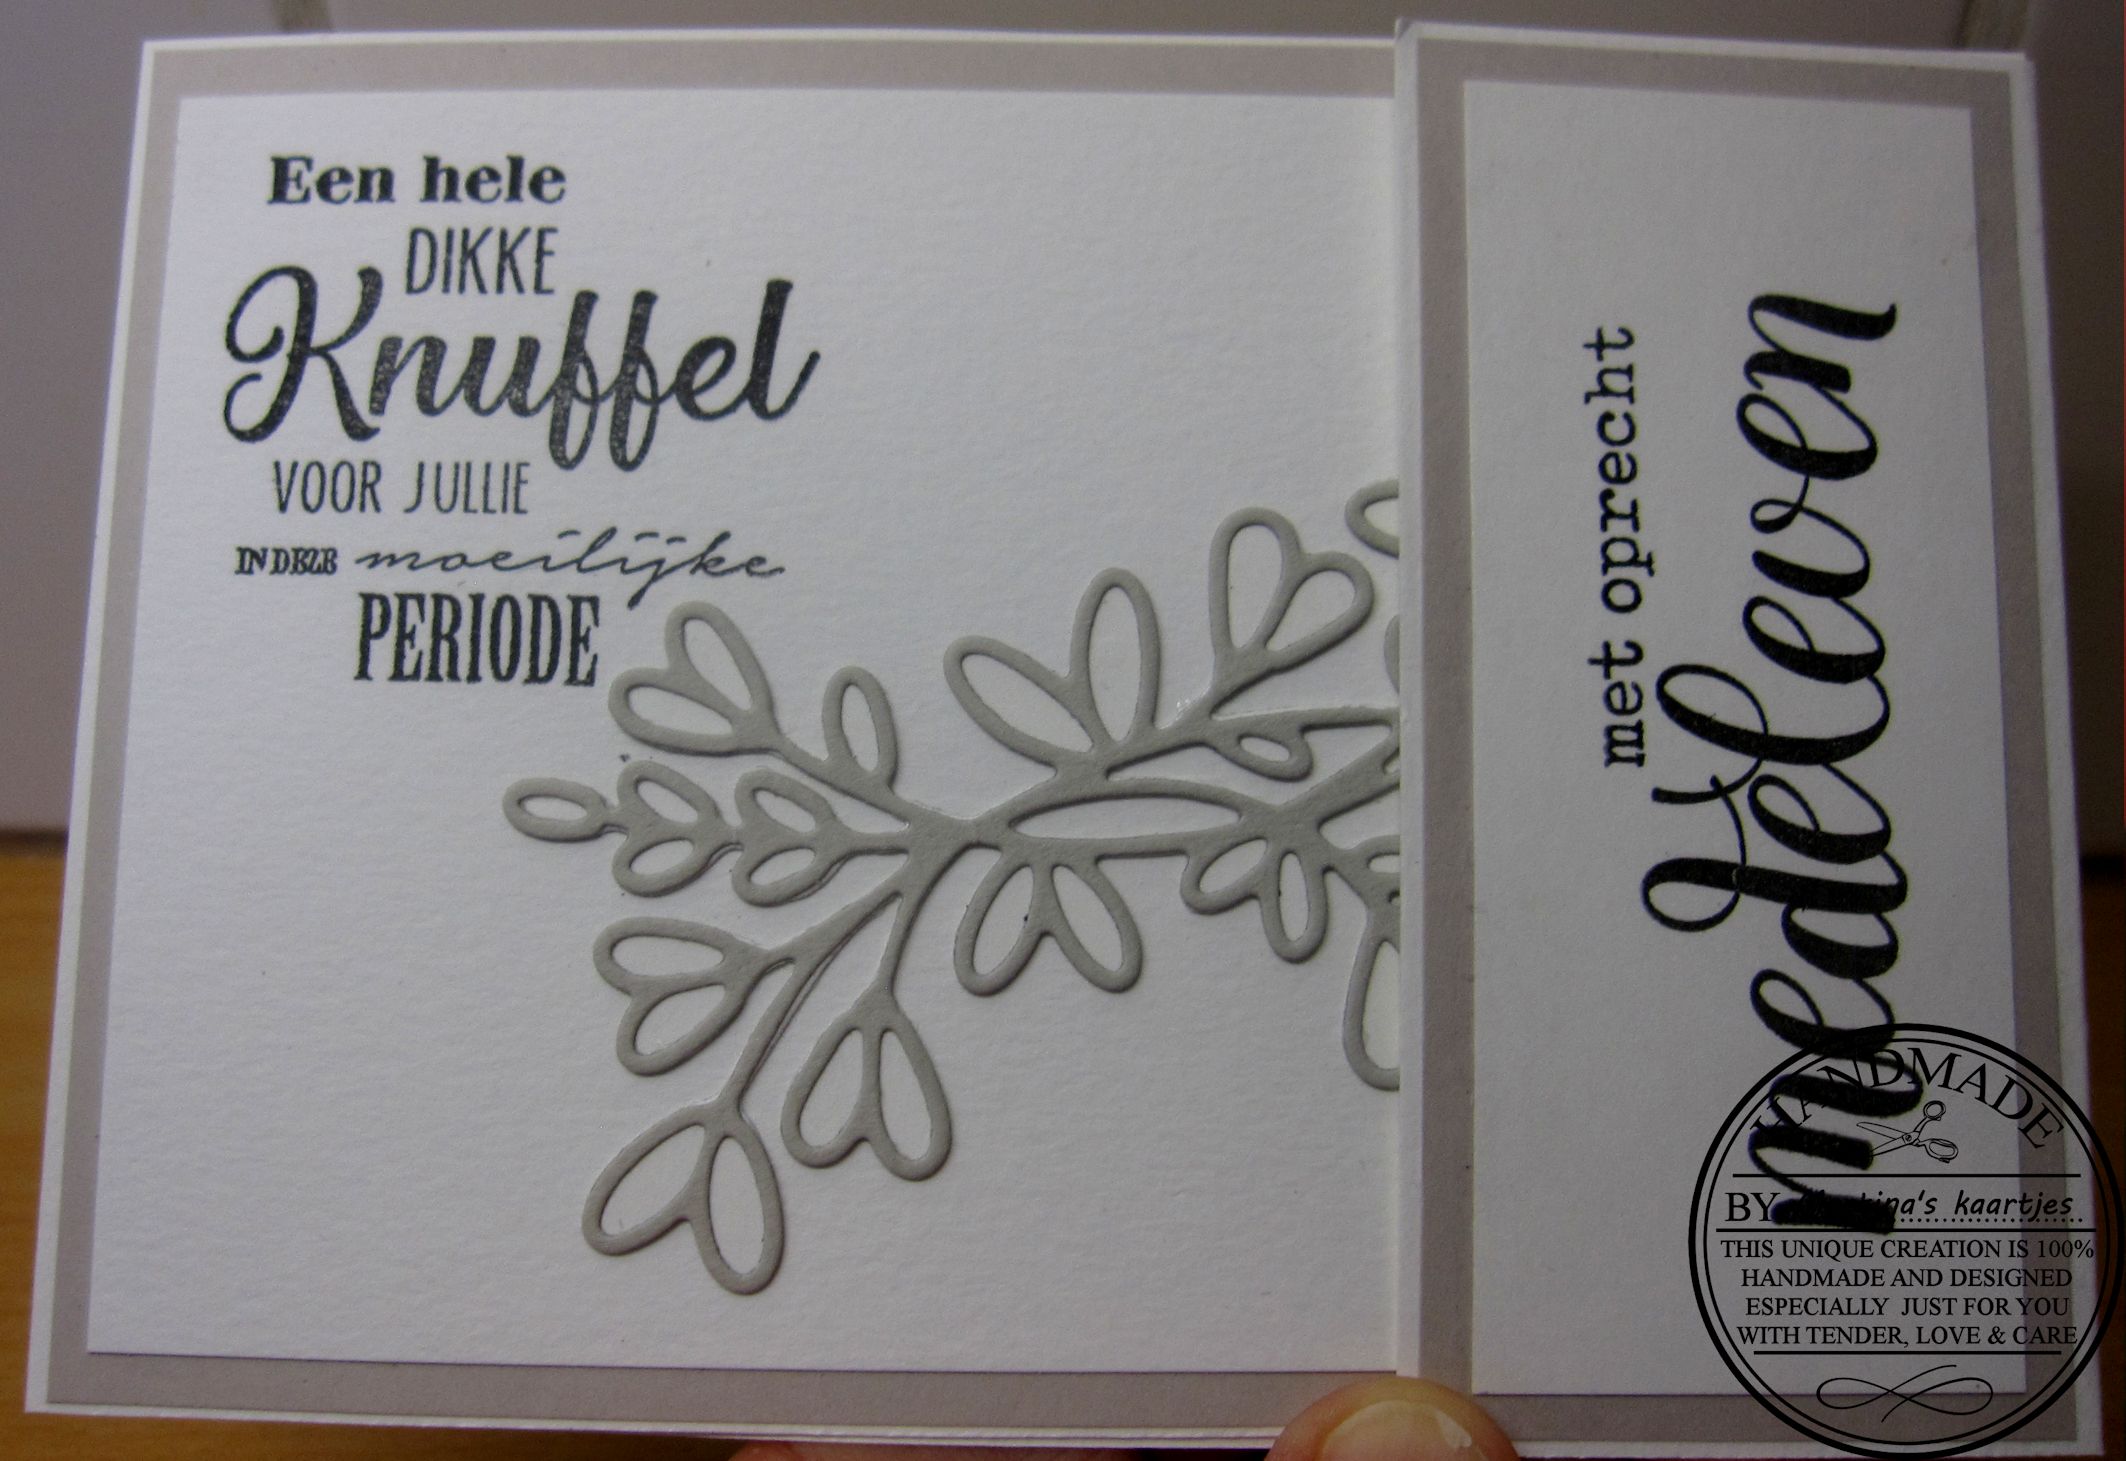 Een hele
DIKKE
Knuffel
VOOR JULLIE
IN DEZE moeilijke
PERIODE
met oprecht
medeleven
HANDMADE
BY kaartjes
THIS UNIQUE CREATION IS 100%
HANDMADE AND DESIGNED
ESPECIALLY JUST FOR YOU
WITH TENDER, LOVE & CARE